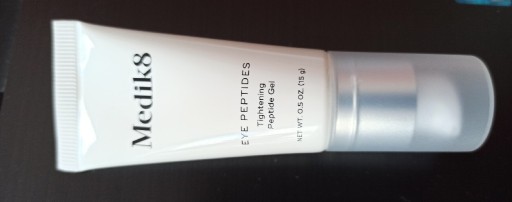 Medik8
EYE PEPTIDES
Tightening
Peptide Gel
NET WT. 0.5 OZ. (15 g)